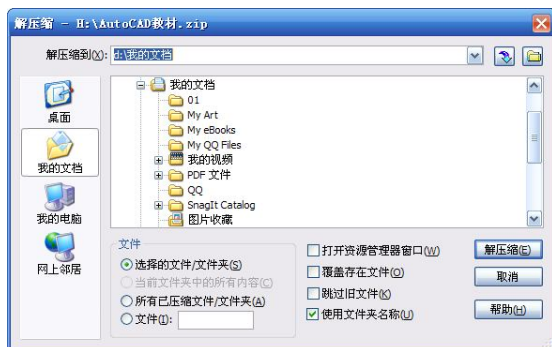 解压缩 - H:\AutoCAD教材.zip
解压缩到(X): d:\我的文档
桌面
我的文档
我的电脑
网上邻居
我的文档
01
My Art
My eBooks
My QQ Files
我的视频
PDF 文件
QQ
SnagIt Catalog
图片收藏
文件
选择的文件/文件夹(S)
当前文件夹中的所有内容(C)
所有已压缩文件/文件夹(A)
文件(I):
打开资源管理器窗口(W)
覆盖存在文件(O)
跳过旧文件(K)
使用文件夹名称(U)
解压缩(E)
取消
帮助(H)